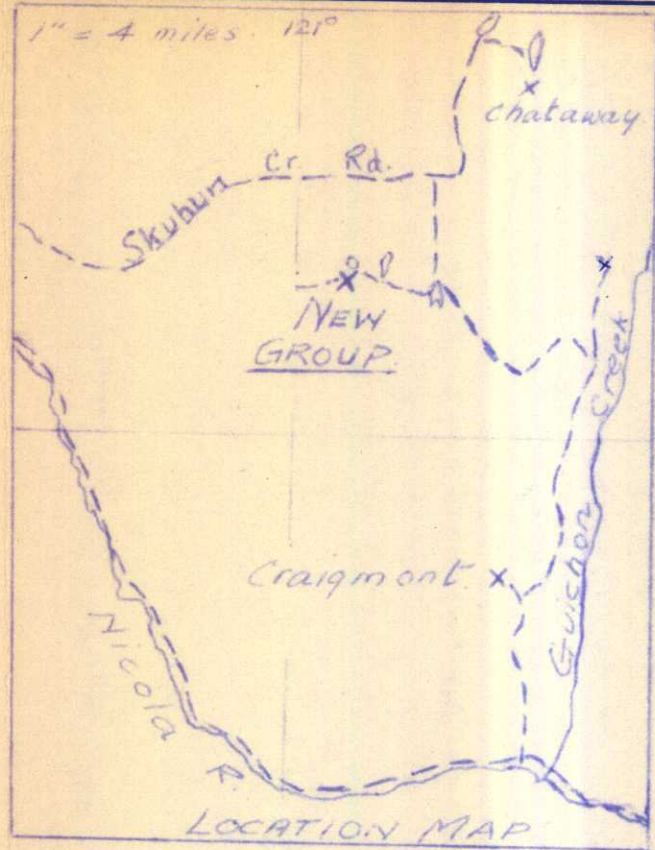 1" = 4 miles. 121°
Chataway.
Skuhun Cr. Rd.
NEW
GROUP.
Craigmont.
Guichon Creek
Nicola R.
LOCATION MAP